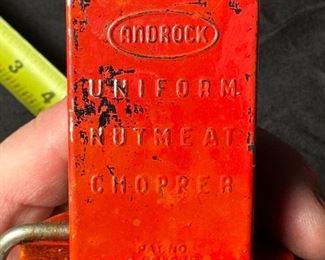 ANDROCK
UNIFORM
NUTMEAT
CHOPPER
PAT. NO
3
4